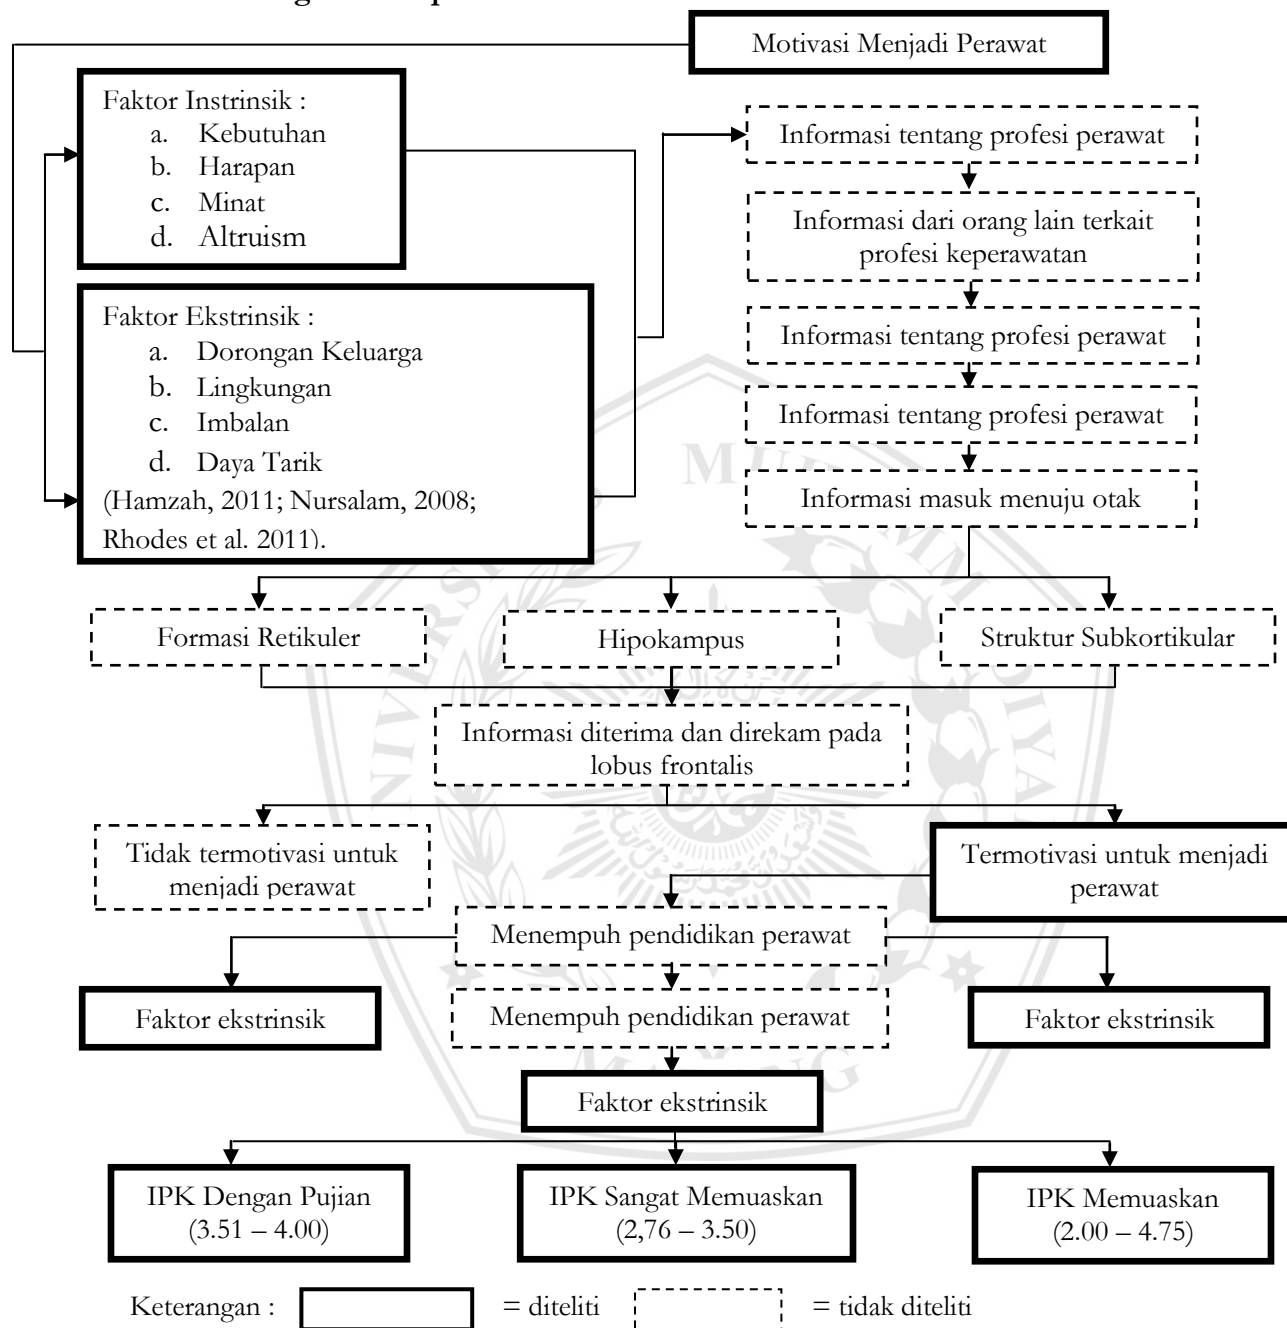 Motivasi Menjadi Perawat
Faktor Instrinsik :
a. Kebutuhan
b. Harapan
c. Minat
d. Altruism
Faktor Ekstrinsik :
a. Dorongan Keluarga
b. Lingkungan
c. Imbalan
d. Daya Tarik
(Hamzah, 2011; Nursalam, 2008;
Rhodes et al. 2011).
Informasi tentang profesi perawat
Informasi dari orang lain terkait
profesi keperawatan
Informasi tentang profesi perawat
Informasi tentang profesi perawat
Informasi masuk menuju otak
Formasi Retikuler
Hipokampus
Struktur Subkortikular
Informasi diterima dan direkam pada
lobus frontalis
Tidak termotivasi untuk
menjadi perawat
Termotivasi untuk menjadi
perawat
Menempuh pendidikan perawat
Faktor ekstrinsik
Menempuh pendidikan perawat
Faktor ekstrinsik
Faktor ekstrinsik
IPK Dengan Pujian
(3.51 – 4.00)
IPK Sangat Memuaskan
(2,76 – 3.50)
IPK Memuaskan
(2.00 – 4.75)
Keterangan :
= diteliti
= tidak diteliti